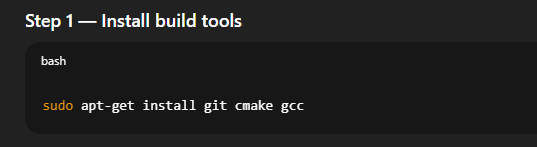 Step 1 — Install build tools
bash
sudo apt-get install git cmake gcc